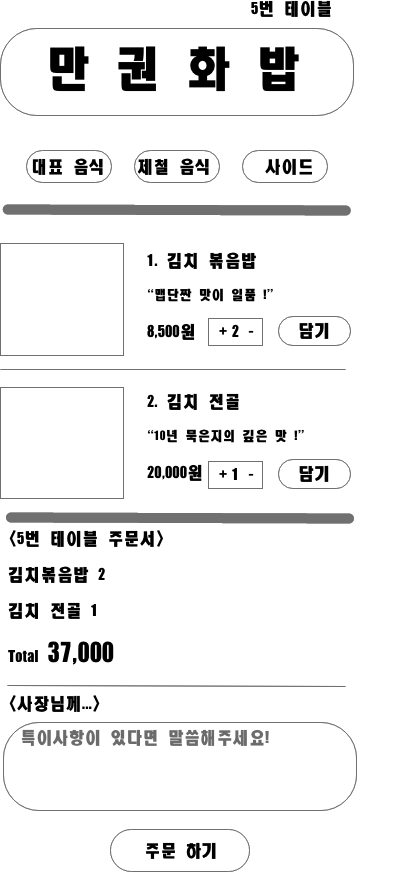 5번 테이블
만 권 화 밥
대표 음식 제철 음식 사이드
1. 김치 볶음밥
“맵단짠 맛이 일품 !”
8,500원 + 2 - 담기
2. 김치 전골
“10년 묵은지의 깊은 맛 !”
20,000원 + 1 - 담기
<5번 테이블 주문서>
김치볶음밥 2
김치 전골 1
Total 37,000
<사장님께...>
특이사항이 있다면 말씀해주세요!
주문 하기